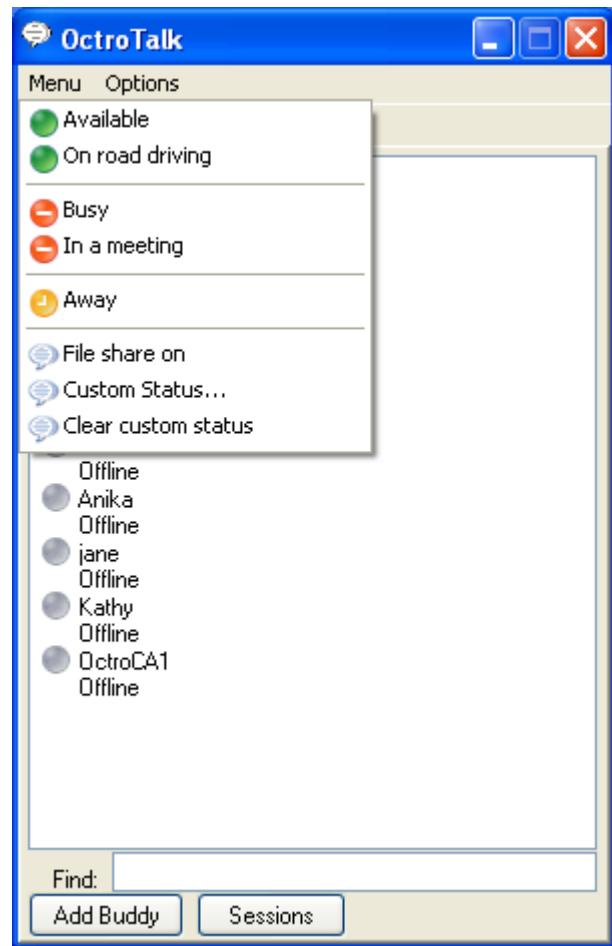 OctroTalk
Menu Options
Available
On road driving
Busy
In a meeting
Away
File share on
Custom Status...
Clear custom status
Offline
Anika
Offline
jane
Offline
Kathy
Offline
OctroCA1
Offline
Find:
Add Buddy Sessions